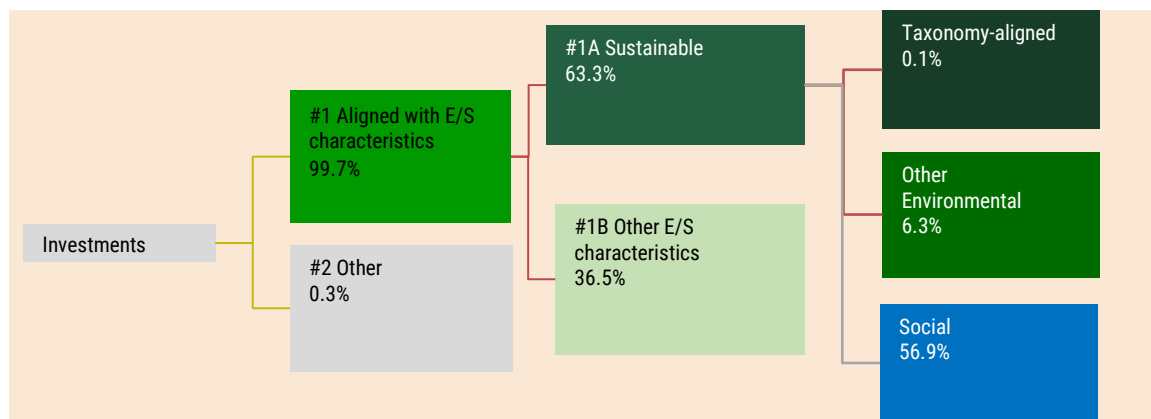 Investments
#1 Aligned with E/S
characteristics
99.7%
#2 Other
0.3%
#1A Sustainable
63.3%
#1B Other E/S
characteristics
36.5%
Taxonomy-aligned
0.1%
Other
Environmental
6.3%
Social
56.9%